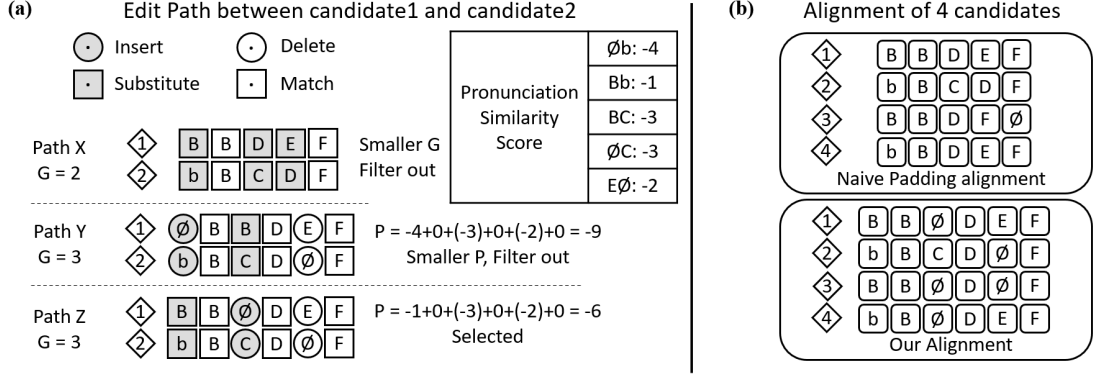 (a) Edit Path between candidate1 and candidate2
Insert Delete
Substitute Match
Pronunciation
Similarity
Score
Øb: -4
Bb: -1
BC: -3
ØC: -3
EØ: -2
Path X
G = 2
1 B B D E F
2 b B C D F
Smaller G
Filter out
Path Y
G = 3
1 Ø B B D E F
2 b B C D Ø F
P = -4+0+(-3)+0+(-2)+0 = -9
Smaller P, Filter out
Path Z
G = 3
1 B B Ø D E F
2 b B C D Ø F
P = -1+0+(-3)+0+(-2)+0 = -6
Selected
(b) Alignment of 4 candidates
1 B B D E F
2 b B C D F
3 B B D F Ø
4 b B D E F
Naive Padding alignment
1 B B Ø D E F
2 b B C D Ø F
3 B B Ø D Ø F
4 b B Ø D E F
Our Alignment